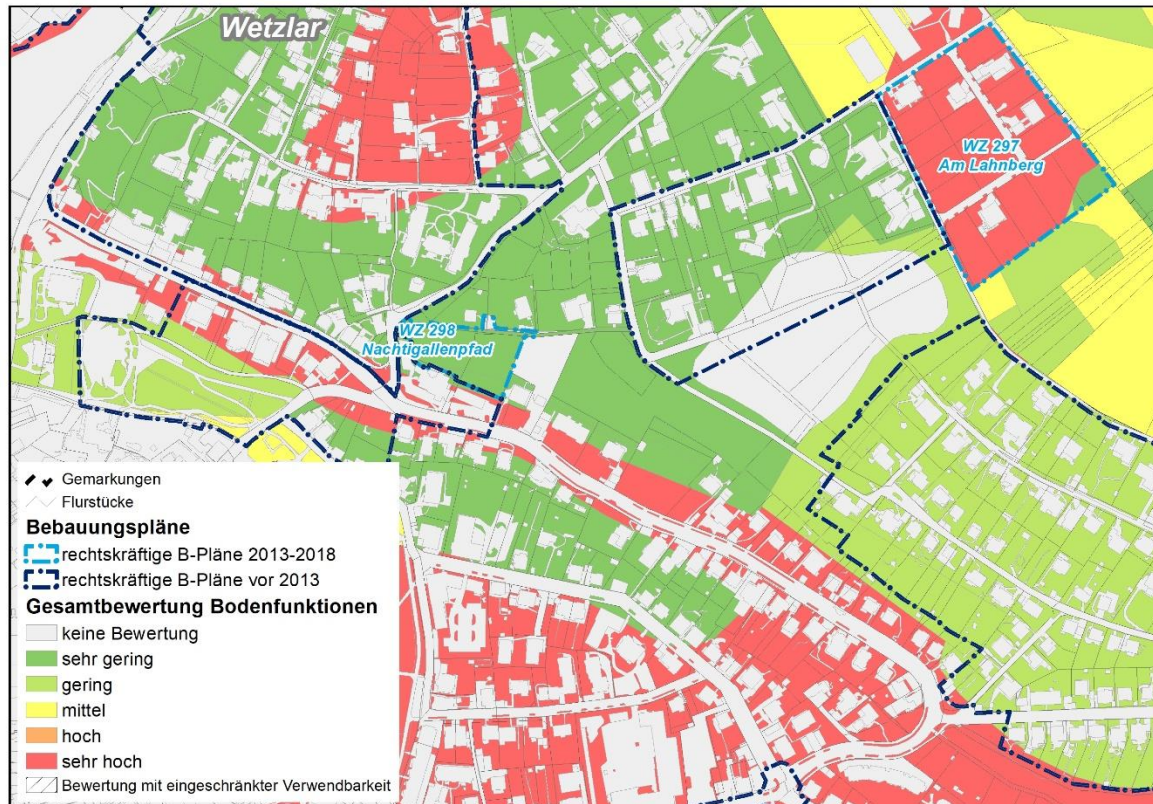 Wetzlar
WZ 297
Am Lahnberg
WZ 298
Nachtigallenpfad
Gemarkungen
Flurstücke
Bebauungspläne
rechtskräftige B-Pläne 2013-2018
rechtskräftige B-Pläne vor 2013
Gesamtbewertung Bodenfunktionen
keine Bewertung
sehr gering
gering
mittel
hoch
sehr hoch
Bewertung mit eingeschränkter Verwendbarkeit